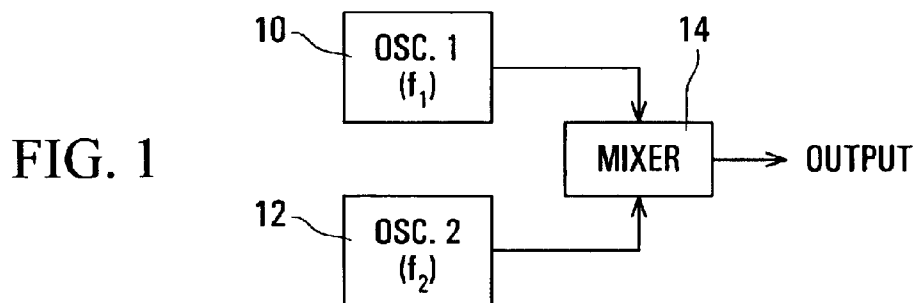 10
OSC. 1
(f₁)
14
FIG. 1
MIXER
OUTPUT
12
OSC. 2
(f₂)